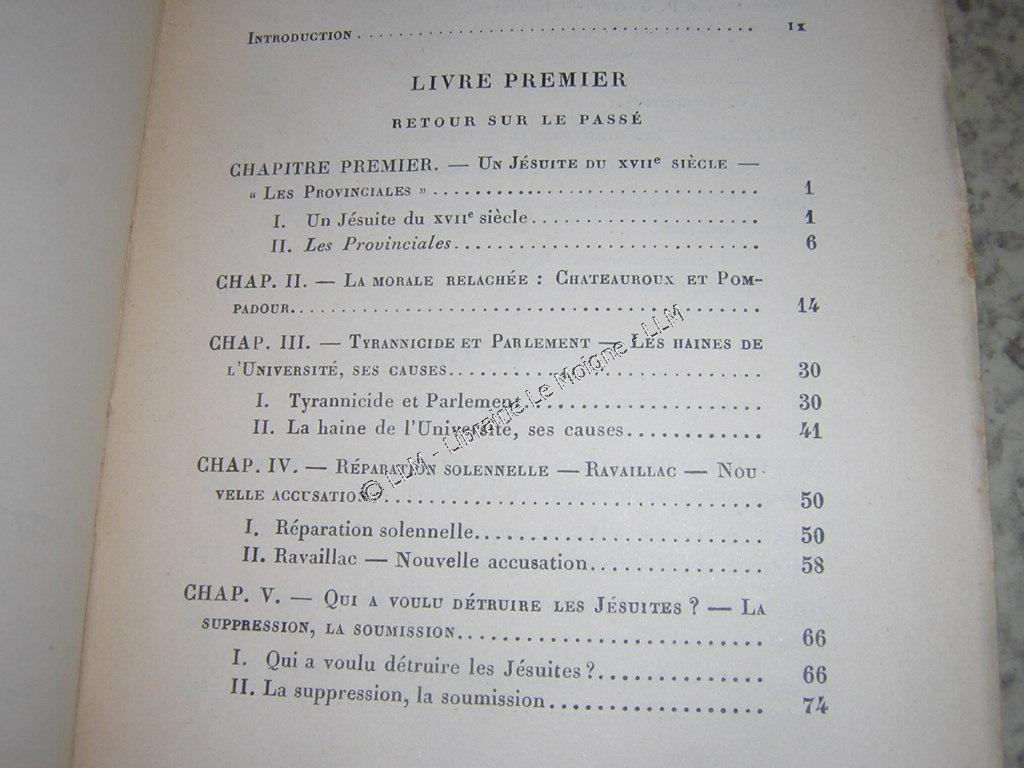 Introduction . . . . . . . . . . . . . . . . . . . . . . . . . . . . . . ix
LIVRE PREMIER
RETOUR SUR LE PASSÉ
CHAPITRE PREMIER. — Un Jésuite du XVIIe siècle —
« Les Provinciales » . . . . . . . . . . . . . . . . . . . . . . . . 1
I. Un Jésuite du XVIIe siècle . . . . . . . . . . . . . . . . . . 1
II. Les Provinciales . . . . . . . . . . . . . . . . . . . . . . . . 6
CHAP. II. — La morale relachée : Chateauroux et Pom-
padour . . . . . . . . . . . . . . . . . . . . . . . . . . . . . . 14
CHAP. III. — Tyrannicide et Parlement — Les haines de
l'Université, ses causes . . . . . . . . . . . . . . . . . . . . 30
I. Tyrannicide et Parlement . . . . . . . . . . . . . . . . . . 30
II. La haine de l'Université, ses causes . . . . . . . . . . . . 41
CHAP. IV. — Réparation solennelle — Ravaillac — Nou-
velle accusation . . . . . . . . . . . . . . . . . . . . . . . . 50
I. Réparation solennelle . . . . . . . . . . . . . . . . . . . . 50
II. Ravaillac — Nouvelle accusation . . . . . . . . . . . . . . 58
CHAP. V. — Qui a voulu détruire les Jésuites ? — La
suppression, la soumission . . . . . . . . . . . . . . . . . . 66
I. Qui a voulu détruire les Jésuites ? . . . . . . . . . . . . . 66
II. La suppression, la soumission . . . . . . . . . . . . . . . 74
© LLM - Librairie Le Moigne - LLM